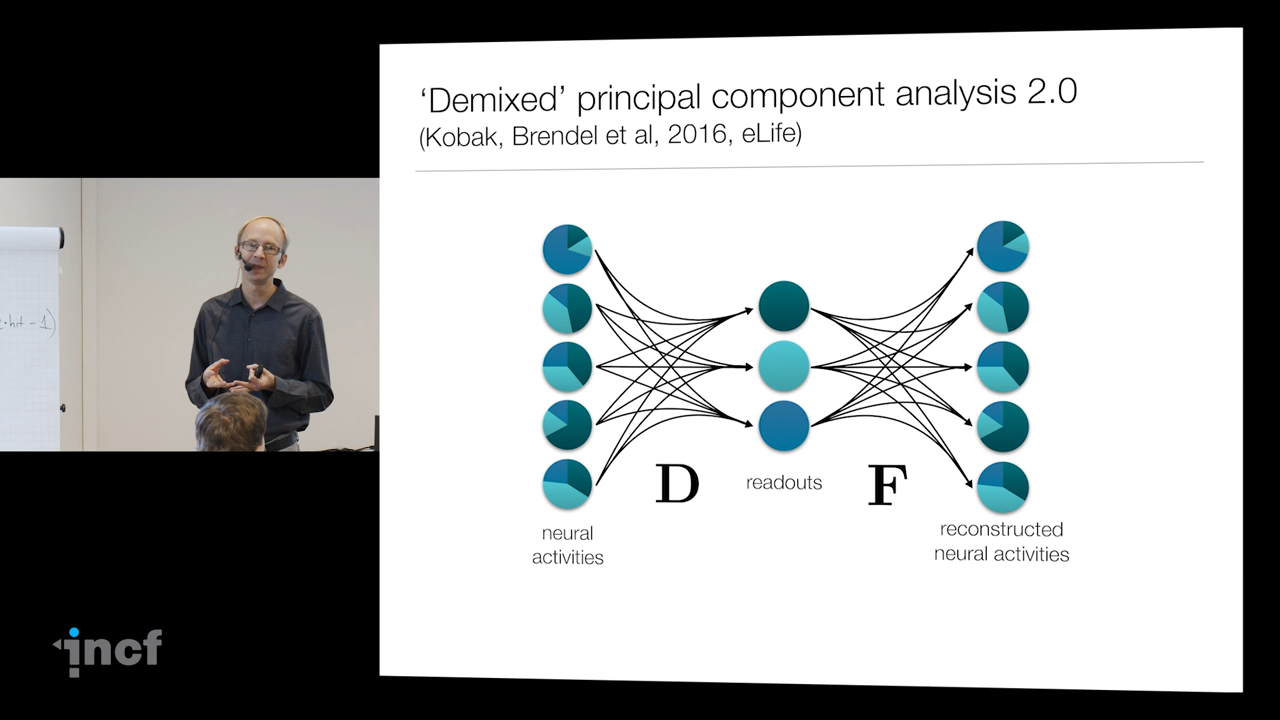 'Demixed' principal component analysis 2.0
(Kobak, Brendel et al, 2016, eLife)
D
readouts
F
neural
activities
reconstructed
neural activities
incf